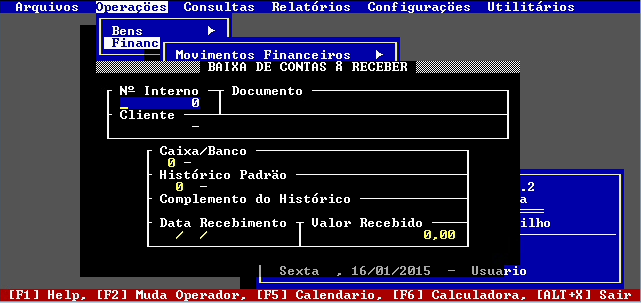 Arquivos Operações Consultas Relatórios Configurações Utilitários
Bens
Financ
Movimentos Financeiros
BAIXA DE CONTAS A RECEBER
Nº Interno Documento
0
Cliente
-
Caixa/Banco
0 -
Histórico Padrão
0 -
Complemento do Histórico
Data Recebimento Valor Recebido
/ / 0,00
.2
a
ilho
Sexta , 16/01/2015 - Usuario
[F1] Help, [F2] Muda Operador, [F5] Calendario, [F6] Calculadora, [ALT+X] Sair